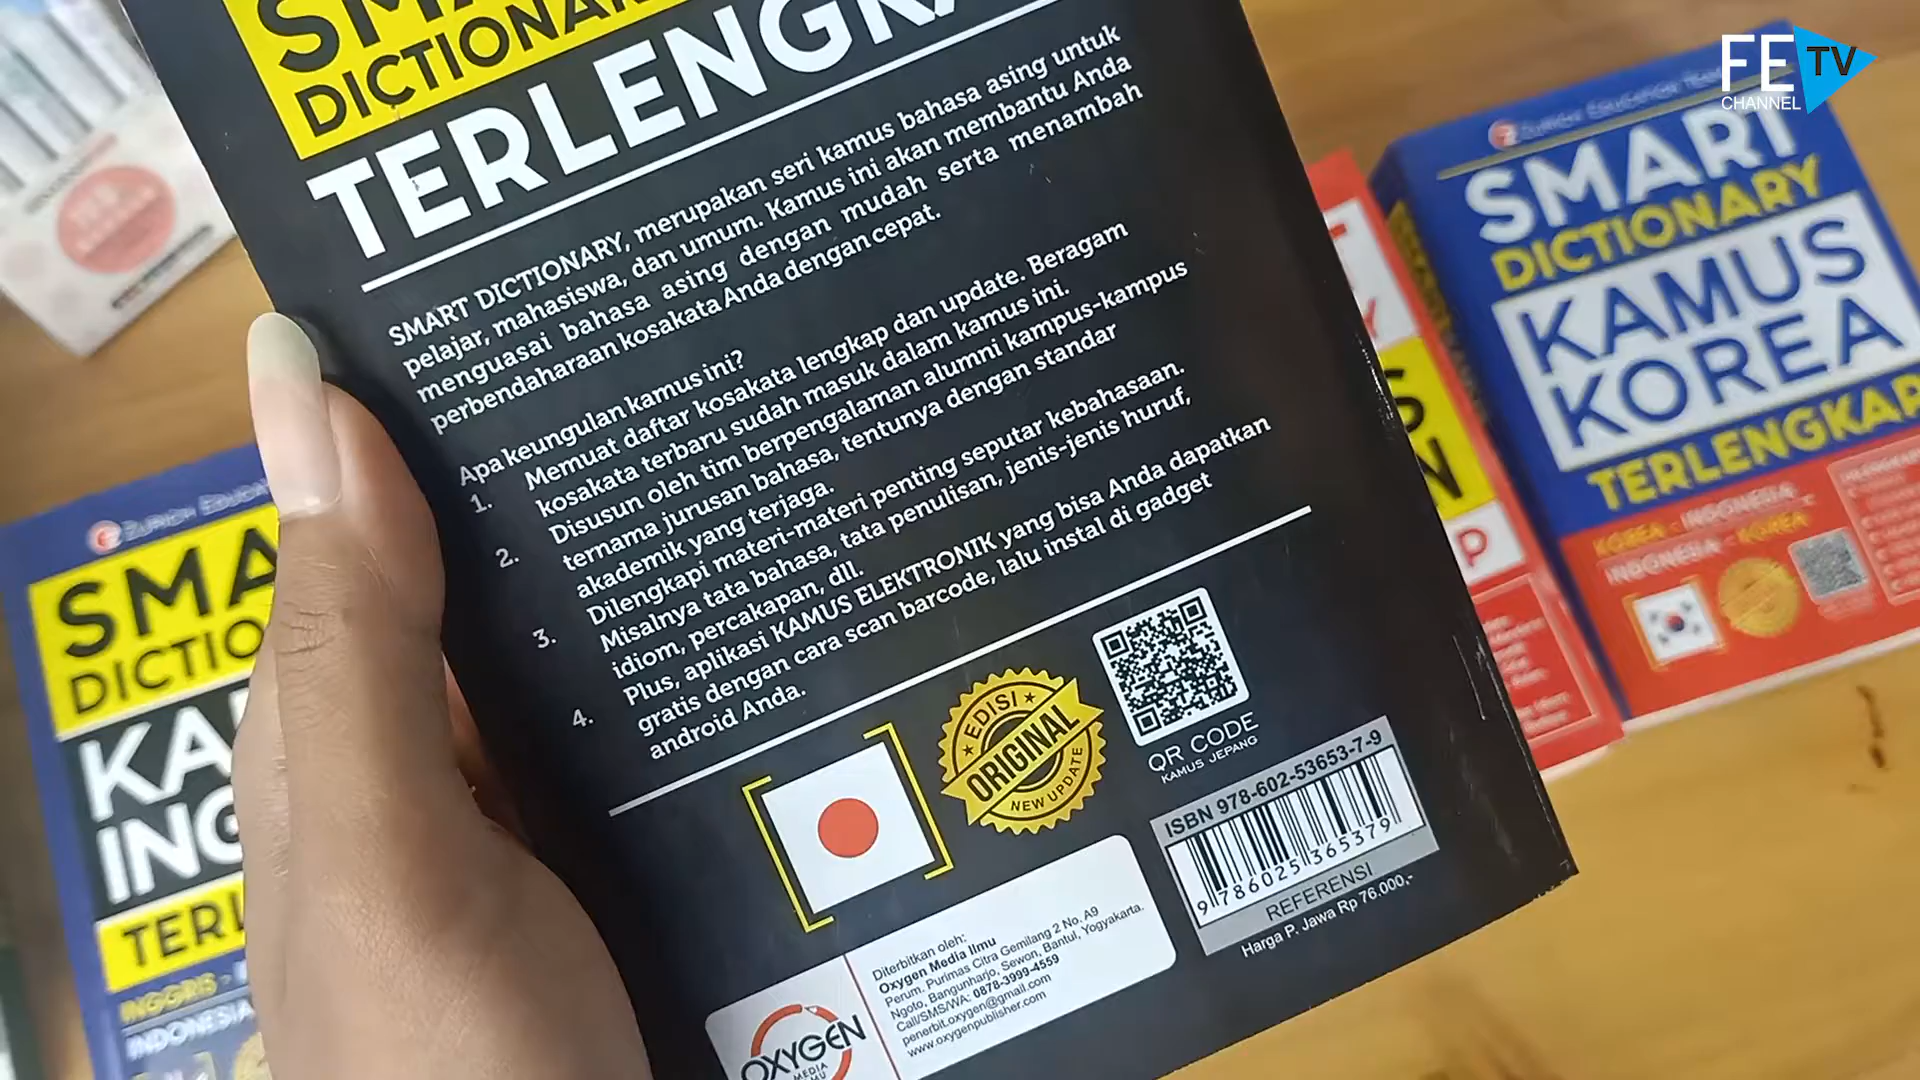 FE TV
CHANNEL
DICTIONARY
TERLENGKA
SMART DICTIONARY, merupakan seri kamus bahasa asing untuk
pelajar, mahasiswa, dan umum. Kamus ini akan membantu Anda
menguasai bahasa asing dengan mudah serta menambah
perbendaharaan kosakata Anda dengan cepat.
Apa keungulan kamus ini?
1. Memuat daftar kosakata lengkap dan update. Beragam
kosakata terbaru sudah masuk dalam kamus ini.
2. Disusun oleh tim berpengalaman alumni kampus-kampus
ternama jurusan bahasa, tentunya dengan standar
akademik yang terjaga.
3. Dilengkapi materi-materi penting seputar kebahasaan.
Misalnya tata bahasa, tata penulisan, jenis-jenis huruf,
idiom, percakapan, dll.
4. Plus, aplikasi KAMUS ELEKTRONIK yang bisa Anda dapatkan
gratis dengan cara scan barcode, lalu instal di gadget
android Anda.
EDISI
ORIGINAL
NEW UPDATE
QR CODE
KAMUS JEPANG
ISBN 978-602-53653-7-9
9 786025 365379
REFERENSI
Harga P. Jawa Rp 76.000,-
Diterbitkan oleh:
Oxygen Media Ilmu
Perum. Purimas Citra Gemilang 2 No. A9
Ngoto, Bangunharjo, Sewon, Bantul, Yogyakarta.
Call/SMS/WA: 0878-3999-4559
penerbit.oxygen@gmail.com
www.oxygenpublisher.com
OXYGEN
MEDIA
SMART
DICTIONARY
KAMUS
KOREA
TERLENGKAP
KOREA - INDONESIA
INDONESIA - KOREA
ZURICH EDUCA
SMA
DICTIO
KA
ING
TERL
INGGRIS -
INDONESIA